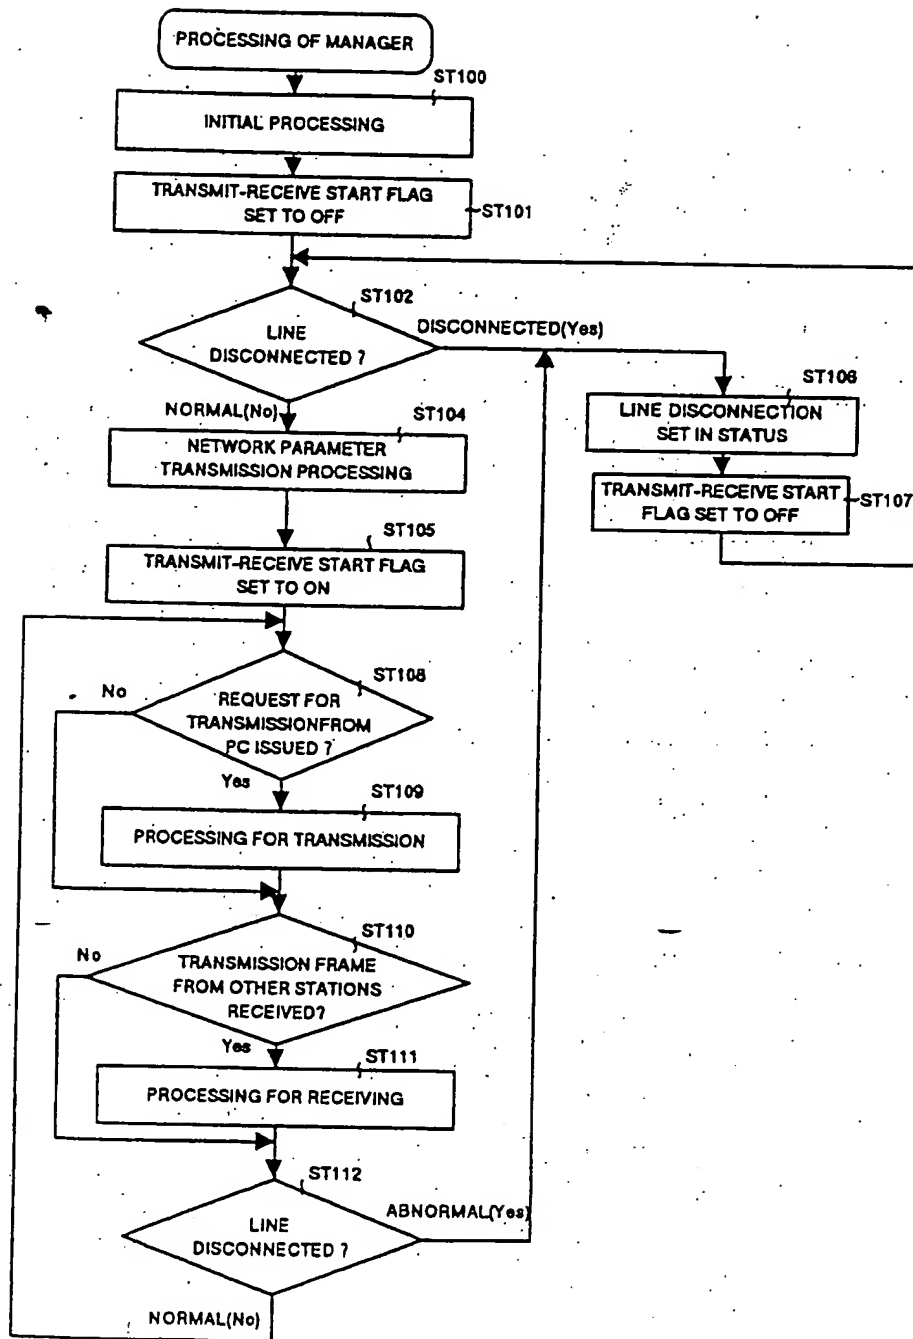 PROCESSING OF MANAGER
ST100
INITIAL PROCESSING
TRANSMIT-RECEIVE START FLAG
SET TO OFF
ST101
ST102
LINE
DISCONNECTED ?
DISCONNECTED(Yes)
NORMAL(No)
ST104
NETWORK PARAMETER
TRANSMISSION PROCESSING
ST106
LINE DISCONNECTION
SET IN STATUS
TRANSMIT-RECEIVE START
FLAG SET TO OFF
ST107
ST105
TRANSMIT-RECEIVE START FLAG
SET TO ON
ST108
No
REQUEST FOR
TRANSMISSIONFROM
PC ISSUED ?
Yes
ST109
PROCESSING FOR TRANSMISSION
ST110
No
TRANSMISSION FRAME
FROM OTHER STATIONS
RECEIVED?
Yes
ST111
PROCESSING FOR RECEIVING
ST112
LINE
DISCONNECTED ?
ABNORMAL(Yes)
NORMAL(No)